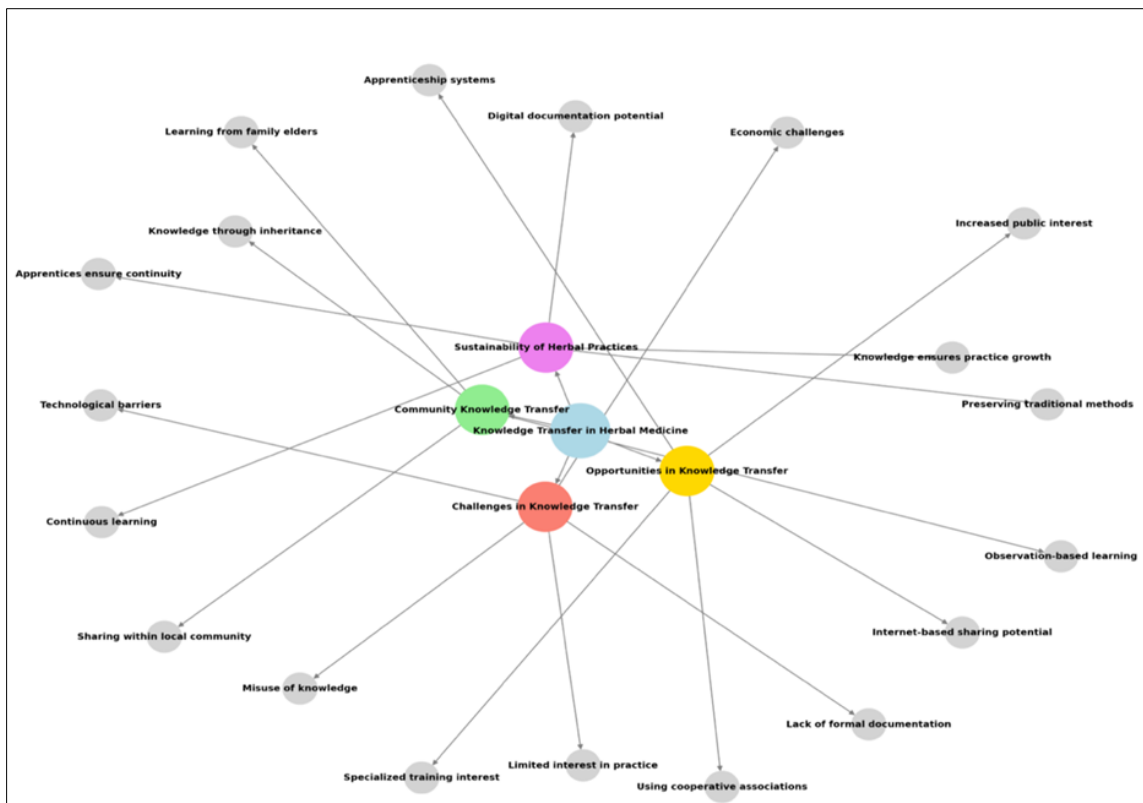 Apprenticeship systems
Digital documentation potential
Learning from family elders
Economic challenges
Increased public interest
Knowledge through inheritance
Apprentices ensure continuity
Sustainability of Herbal Practices
Knowledge ensures practice growth
Technological barriers
Preserving traditional methods
Community Knowledge Transfer
Knowledge Transfer in Herbal Medicine
Opportunities in Knowledge Transfer
Challenges in Knowledge Transfer
Continuous learning
Observation-based learning
Sharing within local community
Internet-based sharing potential
Misuse of knowledge
Lack of formal documentation
Limited interest in practice
Specialized training interest
Using cooperative associations